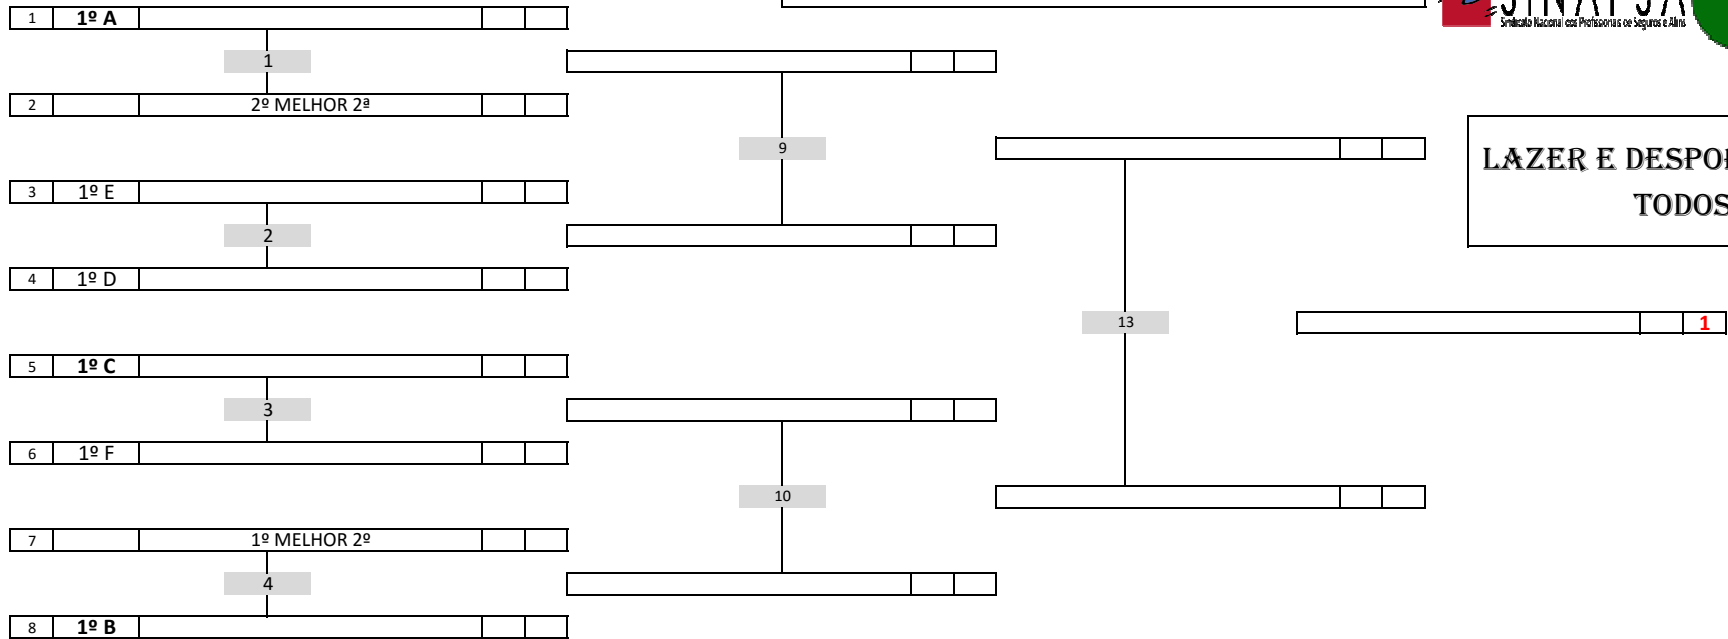 1 1º A
SINAPSA
Sindicato Nacional dos Profissionais de Seguros e Afins
1
2 2º MELHOR 2ª
9
LAZER E DESPO
TODOS
3 1º E
2
4 1º D
13
1
5 1º C
3
6 1º F
10
7 1º MELHOR 2º
4
8 1º B